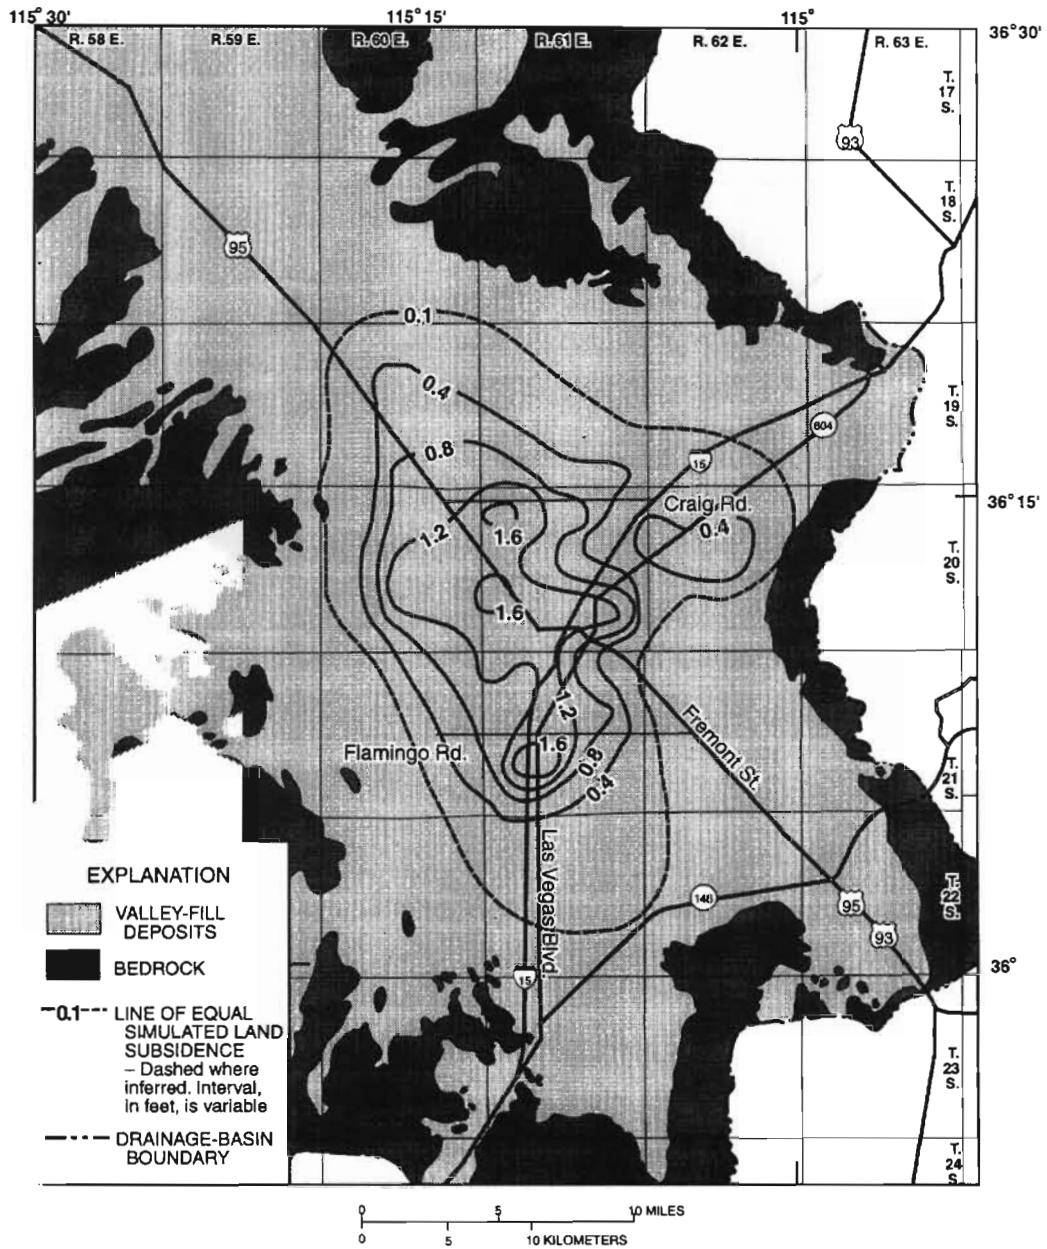 115° 30'
115° 15'
115°
R. 58 E.
R.59 E.
R.60 E.
R.61 E.
R. 62 E.
R. 63 E.
36° 30'
T.
17
S.
93
T.
18
S.
95
0.1
0.4
T.
19
S.
604
0.8
15
36° 15'
Craig Rd.
0.4
1.2
1.6
T.
20
S.
1.6
1.2
Fremont St.
1.6
Flamingo Rd.
0.8
0.4
T.
21
S.
Las Vegas Blvd.
EXPLANATION
VALLEY-FILL
DEPOSITS
T.
22
S.
146
95
93
BEDROCK
36°
15
0.1
LINE OF EQUAL
SIMULATED LAND
SUBSIDENCE
– Dashed where
inferred. Interval,
in feet, is variable
T.
23
S.
DRAINAGE-BASIN
BOUNDARY
T.
24
S.
0 5 10 MILES
0 5 10 KILOMETERS